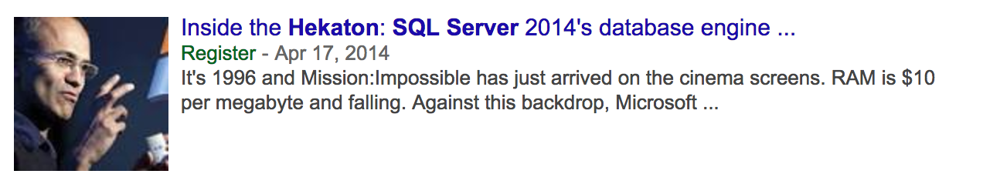 Inside the Hekaton: SQL Server 2014's database engine ...
Register - Apr 17, 2014
It's 1996 and Mission:Impossible has just arrived on the cinema screens. RAM is $10
per megabyte and falling. Against this backdrop, Microsoft ...